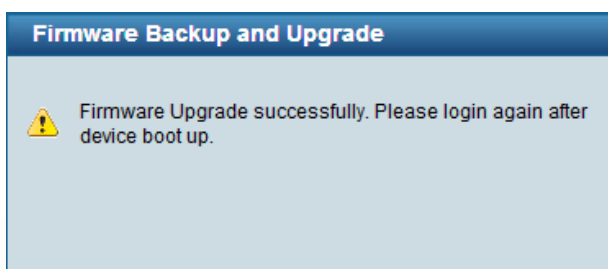 Firmware Backup and Upgrade
Firmware Upgrade successfully. Please login again after
device boot up.